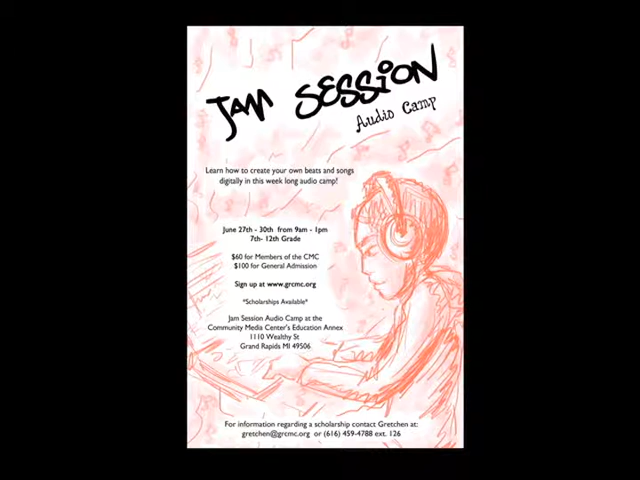 JAM SESSION
Audio Camp
Learn how to create your own beats and songs
digitally in this week long audio camp!
June 27th - 30th from 9am - 1pm
7th- 12th Grade
$60 for Members of the CMC
$100 for General Admission
Sign up at www.grcmc.org
*Scholarships Available*
Jam Session Audio Camp at the
Community Media Center's Education Annex
1110 Wealthy St
Grand Rapids MI 49506
For information regarding a scholarship contact Gretchen at:
gretchen@grcmc.org or (616) 459-4788 ext. 126